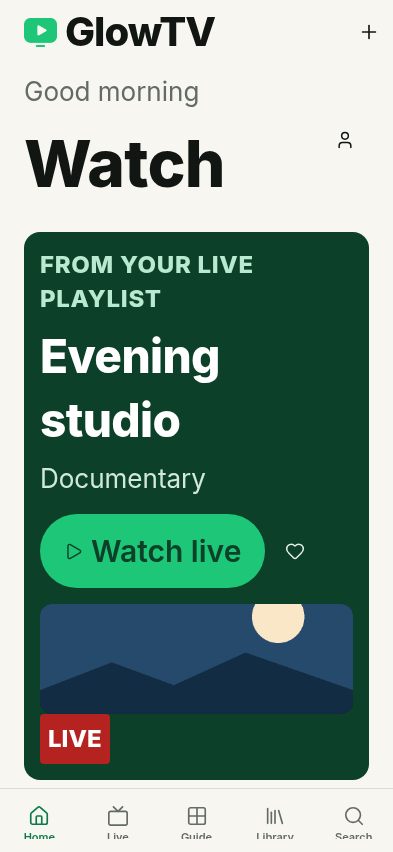 GlowTV
Good morning
Watch
FROM YOUR LIVE
PLAYLIST
Evening
studio
Documentary
Watch live
LIVE
Home
Live
Guide
Library
Search